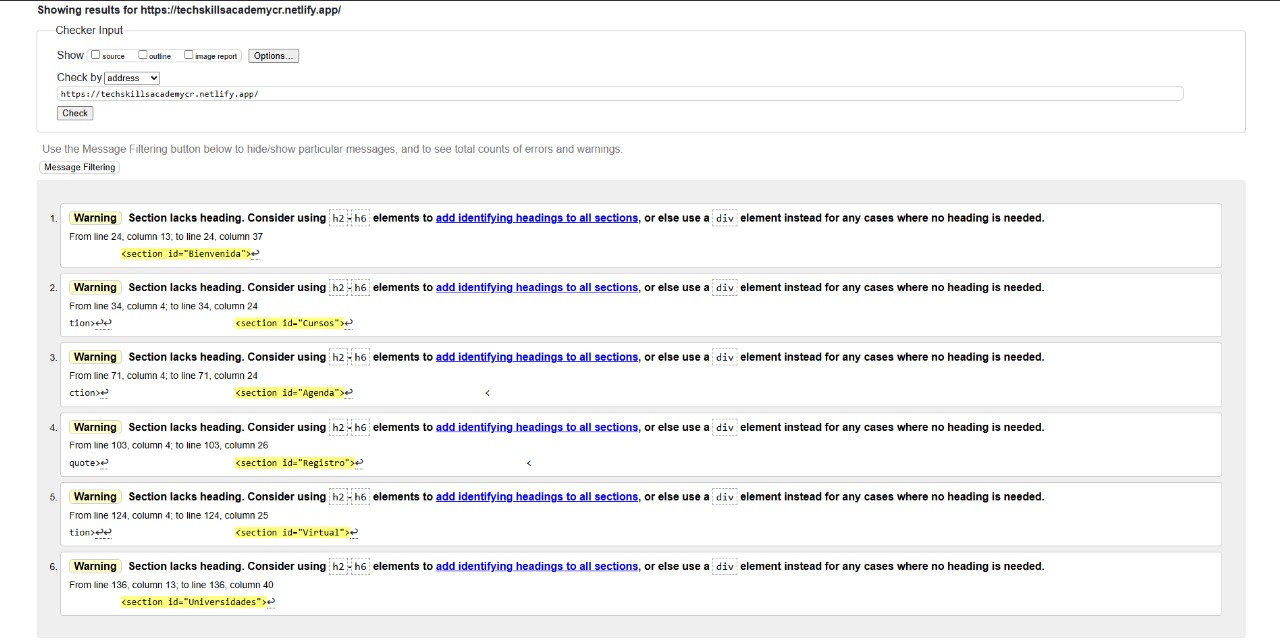 Showing results for https://techskillsacademycr.netlify.app/
Checker Input
Show source outline image report Options...
Check by address
https://techskillsacademycr.netlify.app/
Check
Use the Message Filtering button below to hide/show particular messages, and to see total counts of errors and warnings.
Message Filtering
1. Warning Section lacks heading. Consider using h2-h6 elements to add identifying headings to all sections, or else use a div element instead for any cases where no heading is needed.
From line 24, column 13; to line 24, column 37
<section id="Bienvenida">↩
2. Warning Section lacks heading. Consider using h2-h6 elements to add identifying headings to all sections, or else use a div element instead for any cases where no heading is needed.
From line 34, column 4; to line 34, column 24
tion>↩↩ <section id="Cursos">↩
3. Warning Section lacks heading. Consider using h2-h6 elements to add identifying headings to all sections, or else use a div element instead for any cases where no heading is needed.
From line 71, column 4; to line 71, column 24
ction>↩ <section id="Agenda">↩ <
4. Warning Section lacks heading. Consider using h2-h6 elements to add identifying headings to all sections, or else use a div element instead for any cases where no heading is needed.
From line 103, column 4; to line 103, column 26
quote>↩ <section id="Registro">↩ <
5. Warning Section lacks heading. Consider using h2-h6 elements to add identifying headings to all sections, or else use a div element instead for any cases where no heading is needed.
From line 124, column 4; to line 124, column 25
tion>↩↩ <section id="Virtual">↩
6. Warning Section lacks heading. Consider using h2-h6 elements to add identifying headings to all sections, or else use a div element instead for any cases where no heading is needed.
From line 136, column 13; to line 136, column 40
<section id="Universidades">↩